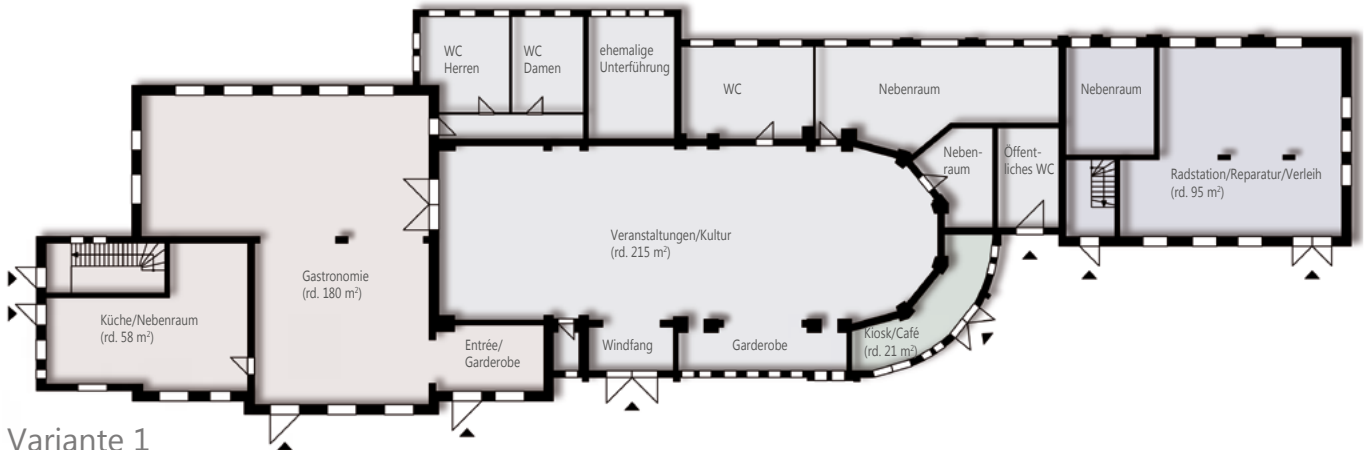 WC
Herren
WC
Damen
ehemalige
Unterführung
WC
Nebenraum
Nebenraum
Neben-
raum
Öffent-
liches WC
Radstation/Reparatur/Verleih
(rd. 95 m²)
Veranstaltungen/Kultur
(rd. 215 m²)
Gastronomie
(rd. 180 m²)
Küche/Nebenraum
(rd. 58 m²)
Entrée/
Garderobe
Windfang
Garderobe
Kiosk/Café
(rd. 21 m²)
Variante 1